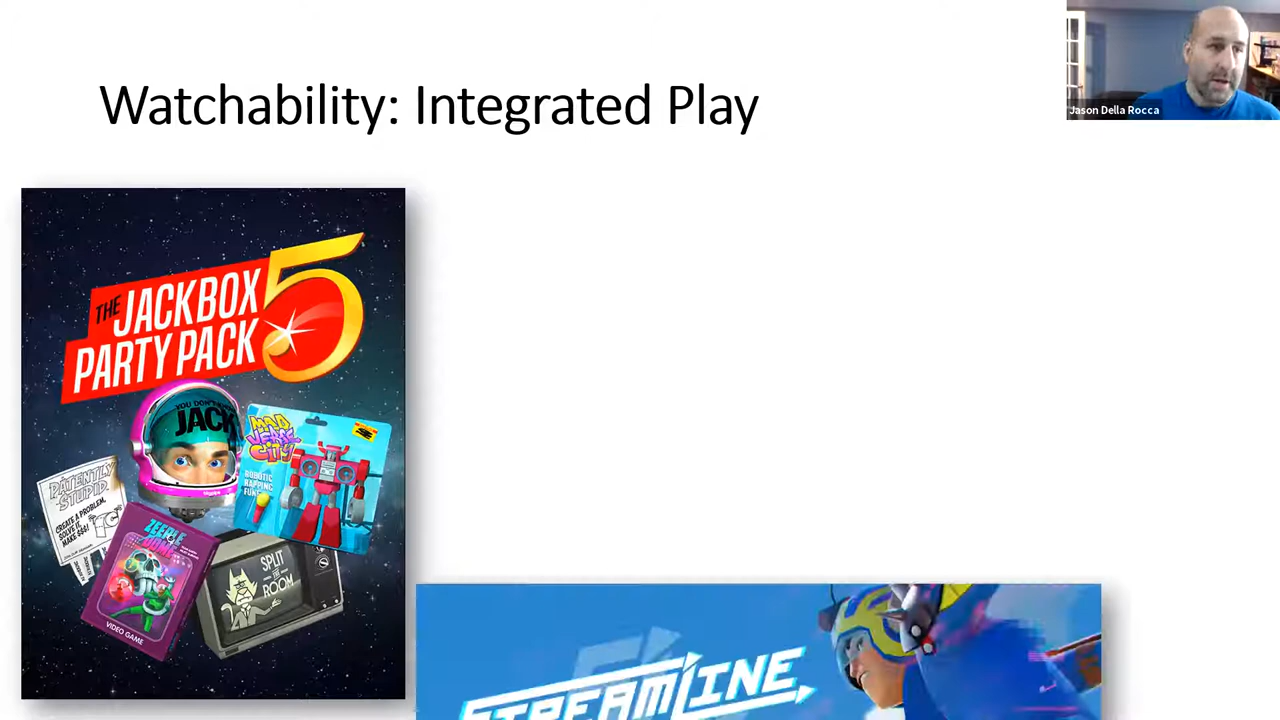 Watchability: Integrated Play
Jason Della Rocca
THE
JACKBOX
PARTY PACK
5
YOU DON'T KNOW
JACK
MAD
VERSE
CITY
ROBOTIC
RAPPING
PATENTLY
STUPID
CREATE A PROBLEM.
SOLVE IT.
MAKE $$$!
ZEEPLE
DOME
SPLIT
THE
ROOM
VIDEO GAME
STREAMLINE